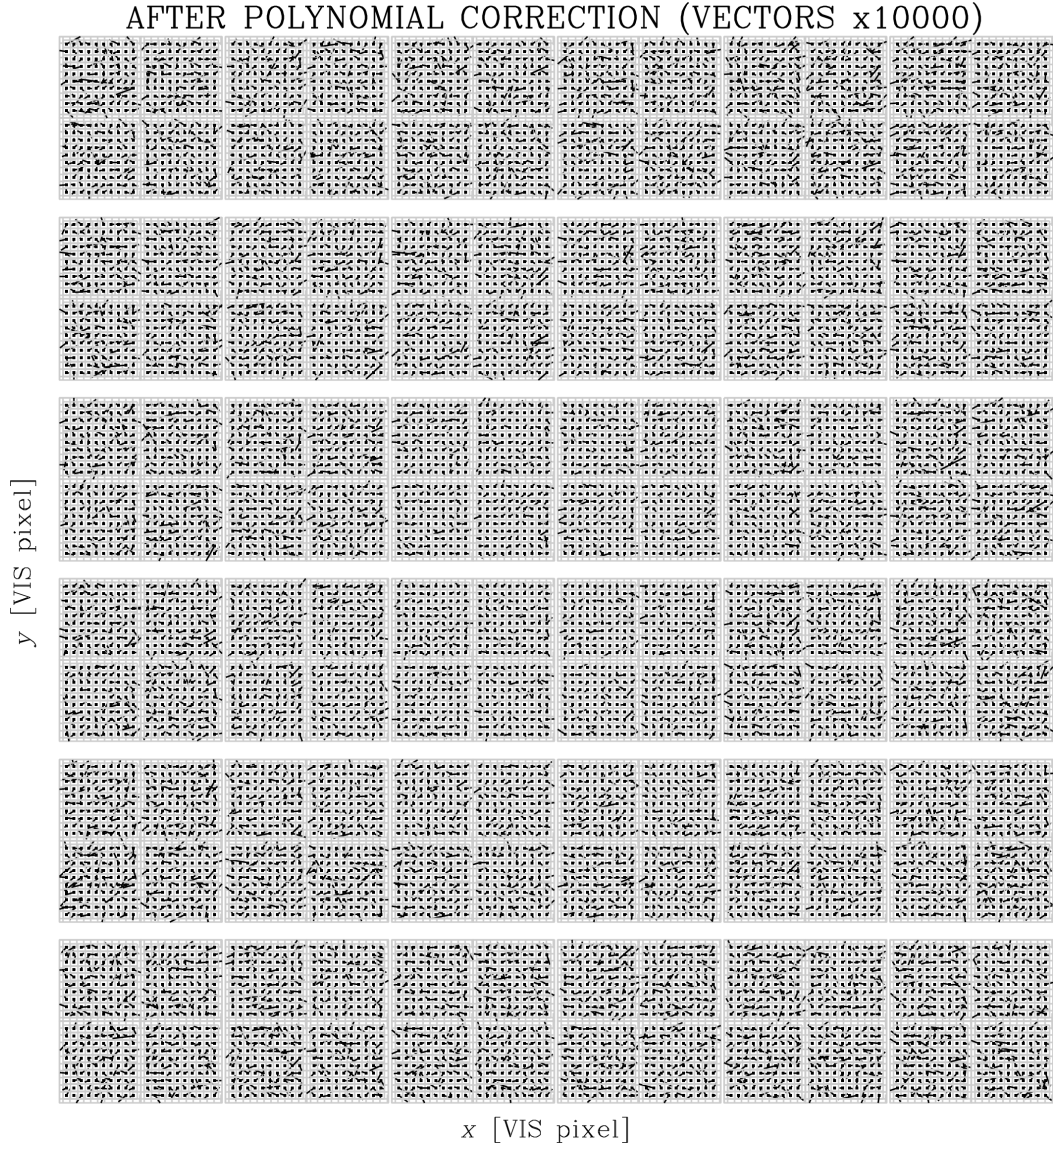 AFTER POLYNOMIAL CORRECTION (VECTORS x10000)
y [VIS pixel]
x [VIS pixel]